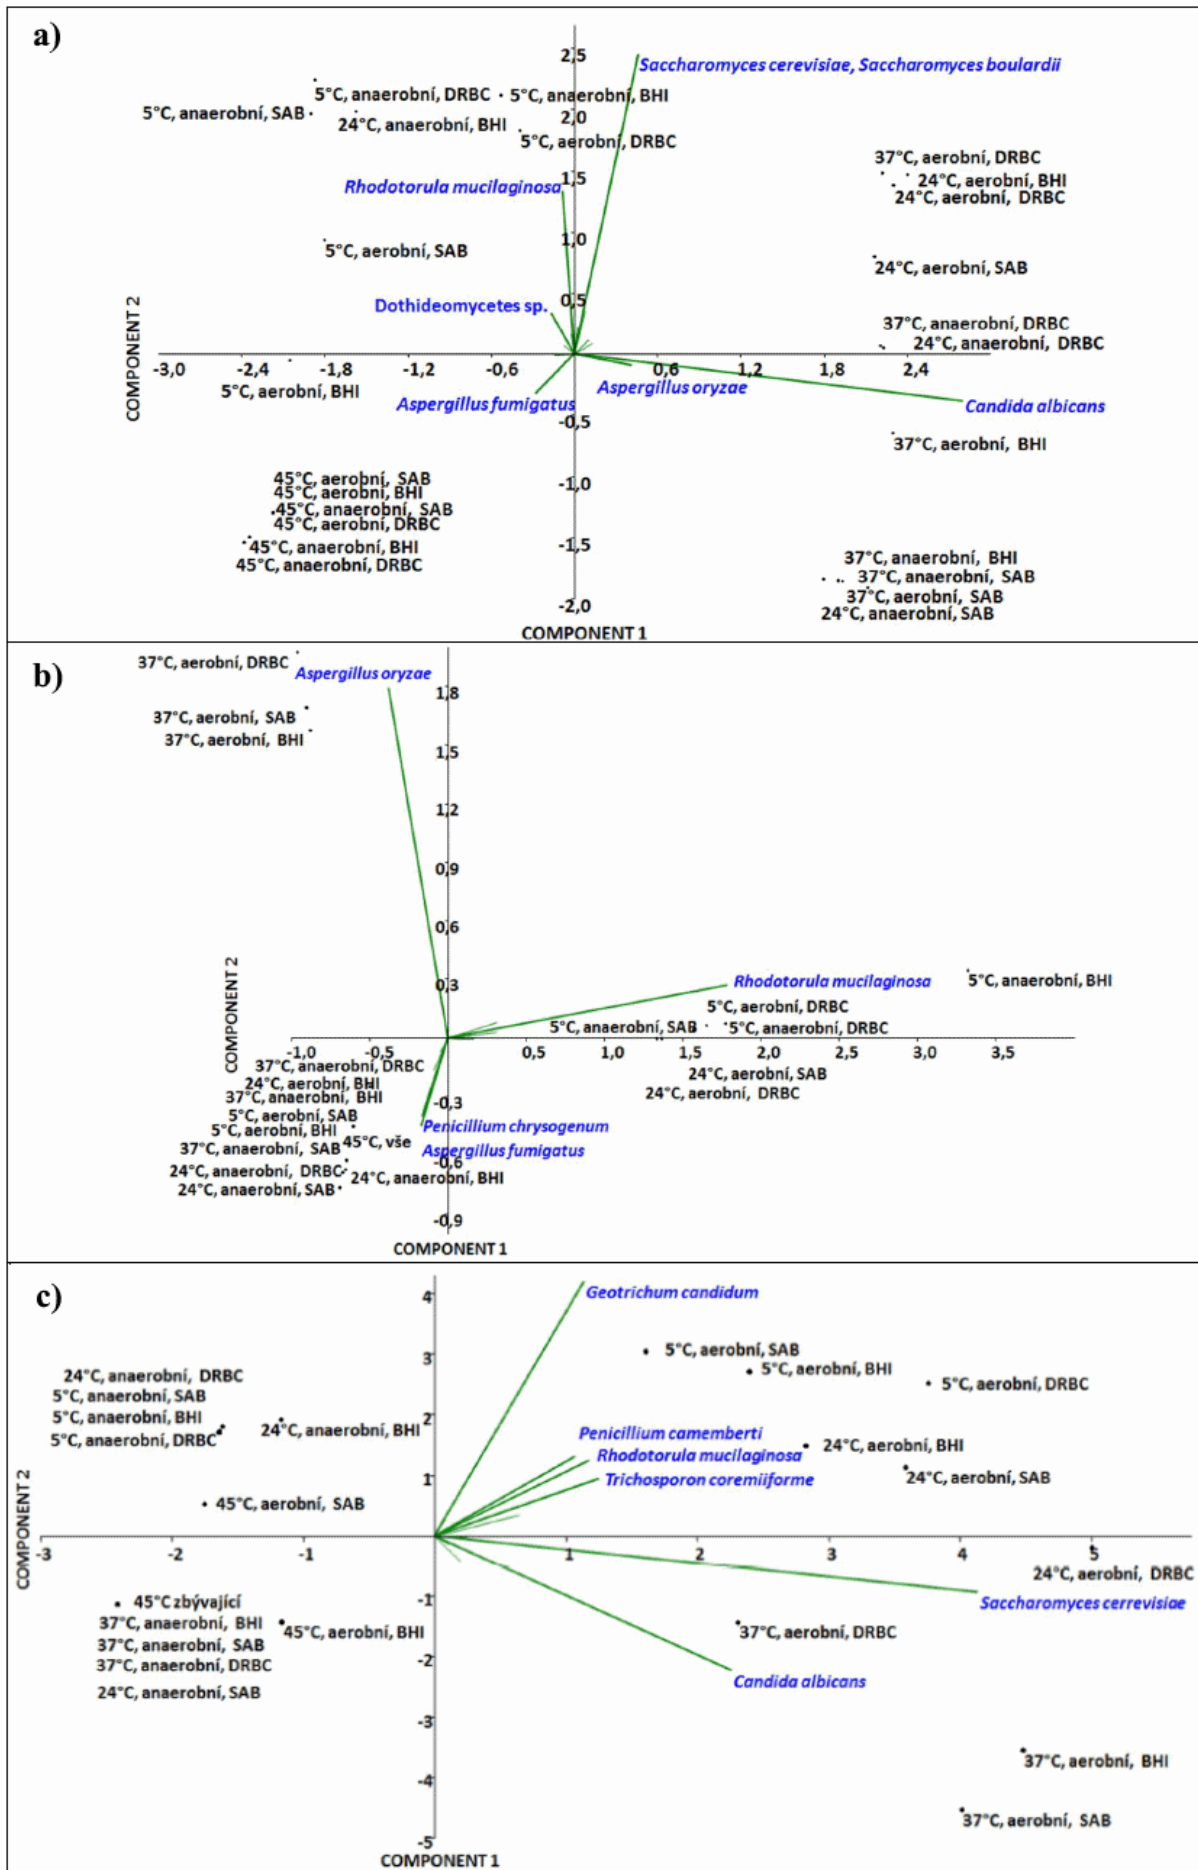 a)
2,5
Saccharomyces cerevisiae, Saccharomyces boulardii
5°C, anaerobní, DRBC
5°C, anaerobní, BHI
5°C, anaerobní, SAB
2,0
24°C, anaerobní, BHI
5°C, aerobní, DRBC
37°C, aerobní, DRBC
1,5
24°C, aerobní, BHI
Rhodotorula mucilaginosa
24°C, aerobní, DRBC
1,0
5°C, aerobní, SAB
24°C, aerobní, SAB
0,5
Dothideomycetes sp.
37°C, anaerobní, DRBC
24°C, anaerobní, DRBC
COMPONENT 2
-3,0 -2,4 -1,8 -1,2 -0,6 0,6 1,2 1,8 2,4
5°C, aerobní, BHI
Aspergillus oryzae
Aspergillus fumigatus
Candida albicans
-0,5
37°C, aerobní, BHI
45°C, aerobní, SAB
-1,0
45°C, aerobní, BHI
45°C, anaerobní, SAB
45°C, aerobní, DRBC
-1,5
45°C, anaerobní, BHI
37°C, anaerobní, BHI
45°C, anaerobní, DRBC
37°C, anaerobní, SAB
37°C, aerobní, SAB
-2,0
24°C, anaerobní, SAB
COMPONENT 1
b)
37°C, aerobní, DRBC
Aspergillus oryzae
1,8
37°C, aerobní, SAB
37°C, aerobní, BHI
1,5
1,2
0,9
0,6
0,3
Rhodotorula mucilaginosa
5°C, anaerobní, BHI
5°C, aerobní, DRBC
5°C, anaerobní, SAB
5°C, anaerobní, DRBC
COMPONENT 2
-1,0 -0,5 0,5 1,0 1,5 2,0 2,5 3,0 3,5
37°C, anaerobní, DRBC
24°C, aerobní, SAB
24°C, aerobní, BHI
24°C, aerobní, DRBC
37°C, anaerobní, BHI
-0,3
5°C, aerobní, SAB
Penicillium chrysogenum
5°C, aerobní, BHI
45°C, vše
37°C, anaerobní, SAB
Aspergillus fumigatus
-0,6
24°C, anaerobní, DRBC
24°C, anaerobní, BHI
24°C, anaerobní, SAB
-0,9
COMPONENT 1
c)
4
Geotrichum candidum
3
5°C, aerobní, SAB
5°C, aerobní, BHI
24°C, anaerobní, DRBC
5°C, aerobní, DRBC
5°C, anaerobní, SAB
2
5°C, anaerobní, BHI
24°C, anaerobní, BHI
Penicillium camemberti
5°C, anaerobní, DRBC
24°C, aerobní, BHI
Rhodotorula mucilaginosa
1
Trichosporon coremiiforme
24°C, aerobní, SAB
45°C, aerobní, SAB
COMPONENT 2
-3 -2 -1 1 2 3 4 5
24°C, aerobní, DRBC
-1
45°C zbývající
Saccharomyces cerrevisiae
37°C, anaerobní, BHI
45°C, aerobní, BHI
37°C, aerobní, DRBC
37°C, anaerobní, SAB
-2
37°C, anaerobní, DRBC
Candida albicans
24°C, anaerobní, SAB
-3
37°C, aerobní, BHI
-4
37°C, aerobní, SAB
-5
COMPONENT 1